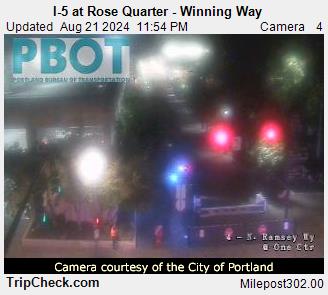 I-5 at Rose Quarter - Winning Way
Updated Aug 21 2024 11:54 PM Camera 4
PBOT
PORTLAND BUREAU OF TRANSPORTATION
4 - N. Ramsey Wy
@ One Ctr
Camera courtesy of the City of Portland
TripCheck.com Milepost302.00